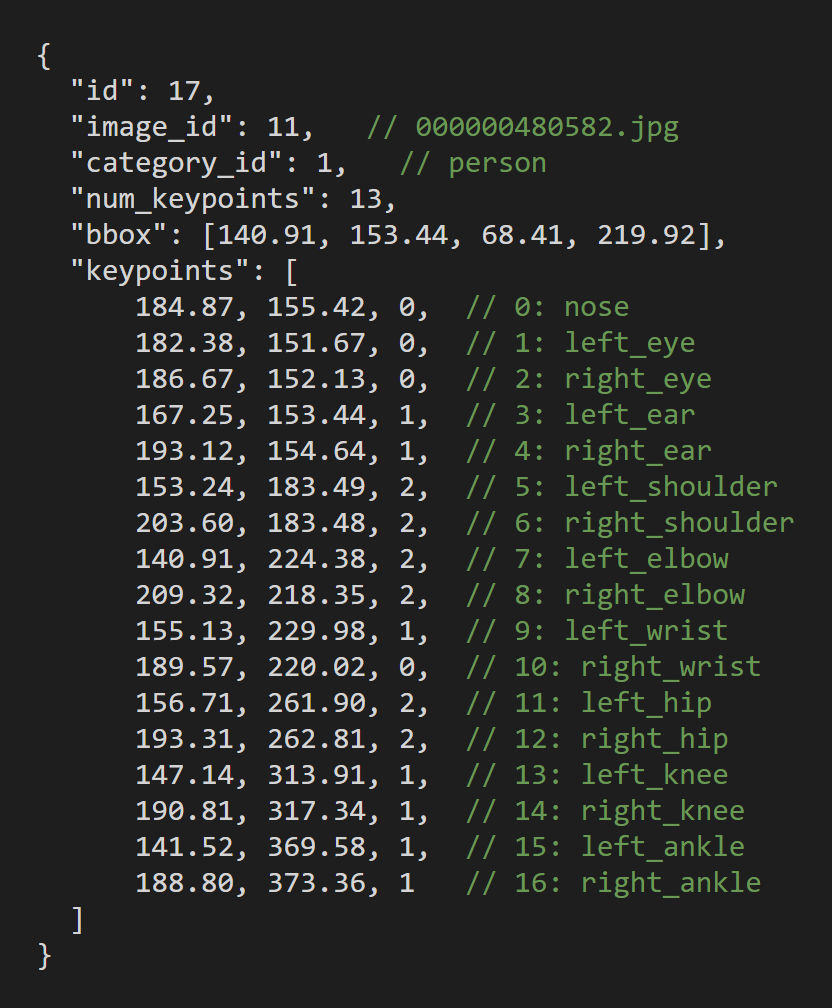 {
  "id": 17,
  "image_id": 11,   // 000000480582.jpg
  "category_id": 1,   // person
  "num_keypoints": 13,
  "bbox": [140.91, 153.44, 68.41, 219.92],
  "keypoints": [
      184.87, 155.42, 0,  // 0: nose
      182.38, 151.67, 0,  // 1: left_eye
      186.67, 152.13, 0,  // 2: right_eye
      167.25, 153.44, 1,  // 3: left_ear
      193.12, 154.64, 1,  // 4: right_ear
      153.24, 183.49, 2,  // 5: left_shoulder
      203.60, 183.48, 2,  // 6: right_shoulder
      140.91, 224.38, 2,  // 7: left_elbow
      209.32, 218.35, 2,  // 8: right_elbow
      155.13, 229.98, 1,  // 9: left_wrist
      189.57, 220.02, 0,  // 10: right_wrist
      156.71, 261.90, 2,  // 11: left_hip
      193.31, 262.81, 2,  // 12: right_hip
      147.14, 313.91, 1,  // 13: left_knee
      190.81, 317.34, 1,  // 14: right_knee
      141.52, 369.58, 1,  // 15: left_ankle
      188.80, 373.36, 1   // 16: right_ankle
  ]
}